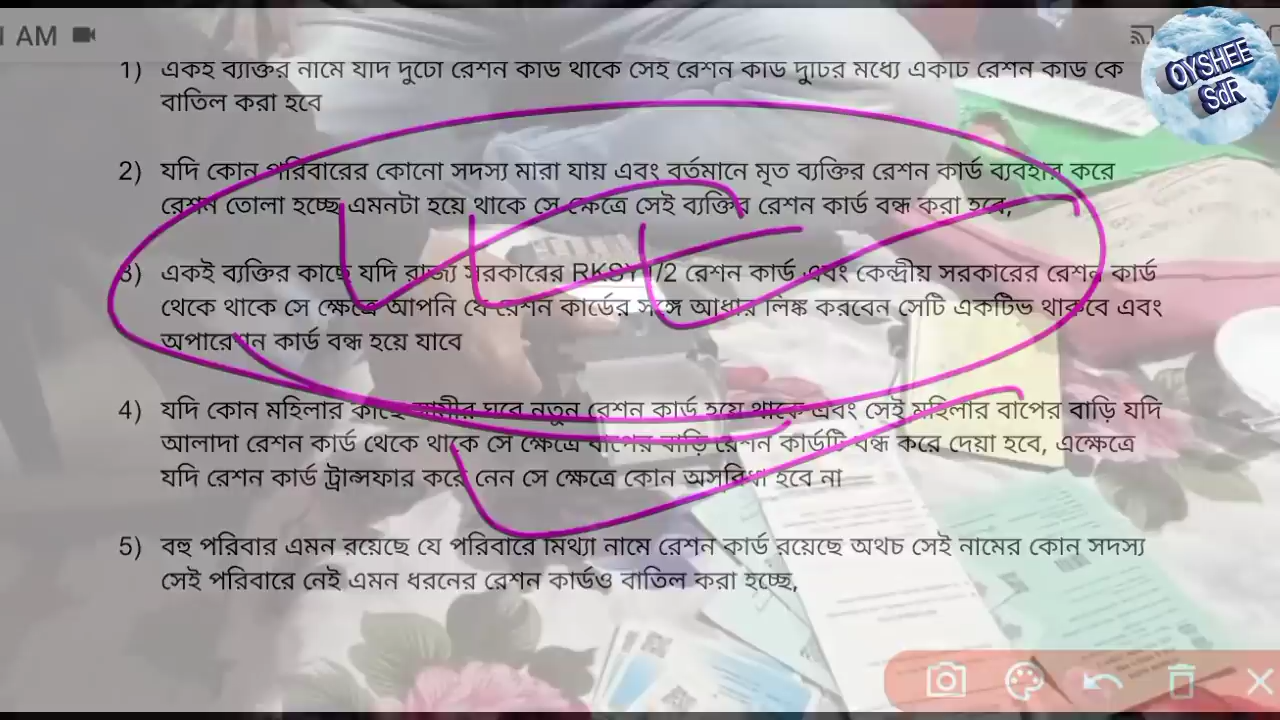 AM
OYSHEE
SdR
1) একই ব্যক্তির নামে যদি দুটো রেশন কার্ড থাকে সেই রেশন কার্ড দুটির মধ্যে একটি রেশন কার্ড কে
বাতিল করা হবে
2) যদি কোন পরিবারের কোনো সদস্য মারা যায় এবং বর্তমানে মৃত ব্যক্তির রেশন কার্ড ব্যবহার করে
রেশন তোলা হচ্ছে এমনটা হয়ে থাকে সে ক্ষেত্রে সেই ব্যক্তির রেশন কার্ড বন্ধ করা হবে,
3) একই ব্যক্তির কাছে যদি রাজ্য সরকারের RKSY 1/2 রেশন কার্ড এবং কেন্দ্রীয় সরকারের রেশন কার্ড
থেকে থাকে সে ক্ষেত্রে আপনি যে রেশন কার্ডের সঙ্গে আধার লিঙ্ক করবেন সেটি একটিভ থাকবে এবং
অপারেশন কার্ড বন্ধ হয়ে যাবে
4) যদি কোন মহিলার কাছে স্বামীর ঘরে নতুন রেশন কার্ড হয়ে থাকে এবং সেই মহিলার বাপের বাড়ি যদি
আলাদা রেশন কার্ড থেকে থাকে সে ক্ষেত্রে বাপের বাড়ি রেশন কার্ডটি বন্ধ করে দেয়া হবে, এক্ষেত্রে
যদি রেশন কার্ড ট্রান্সফার করে নেন সে ক্ষেত্রে কোন অসুবিধা হবে না
5) বহু পরিবার এমন রয়েছে যে পরিবারে মিথ্যা নামে রেশন কার্ড রয়েছে অথচ সেই নামের কোন সদস্য
সেই পরিবারে নেই এমন ধরনের রেশন কার্ডও বাতিল করা হচ্ছে,